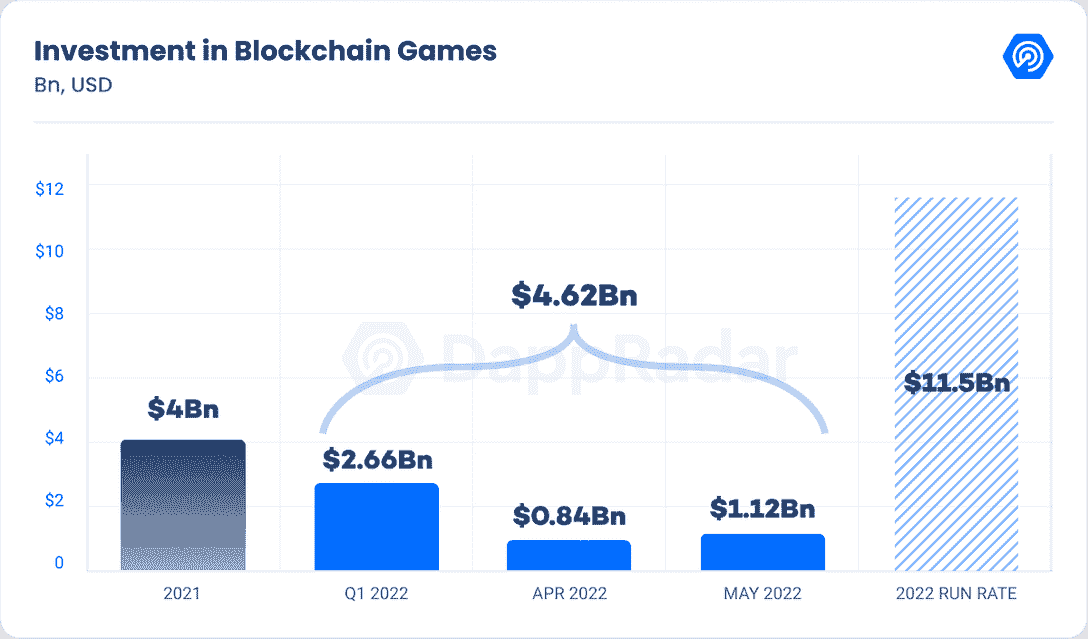 Investment in Blockchain Games
Bn, USD
$12
$10
$8
$6
$4
$2
0
$4.62Bn
DappRadar
$4Bn
$2.66Bn
$0.84Bn
$1.12Bn
$11.5Bn
2021
Q1 2022
APR 2022
MAY 2022
2022 RUN RATE